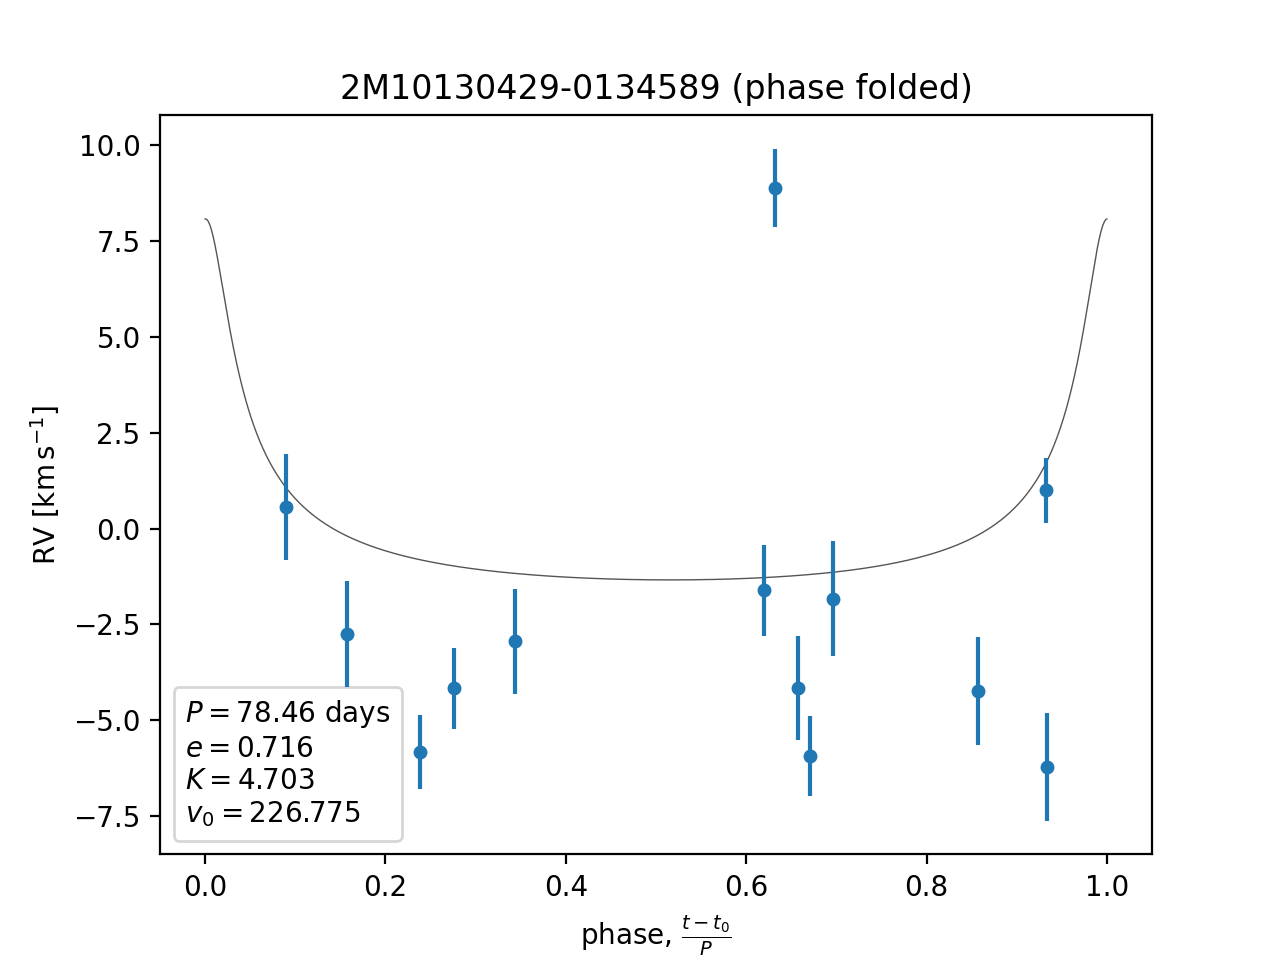 2M10130429-0134589 (phase folded)
10.0
7.5
5.0
2.5
0.0
−2.5
−5.0
−7.5
RV [km s⁻¹]
P = 78.46 days
e = 0.716
K = 4.703
v₀ = 226.775
0.0 0.2 0.4 0.6 0.8 1.0
phase, (t − t₀)/P